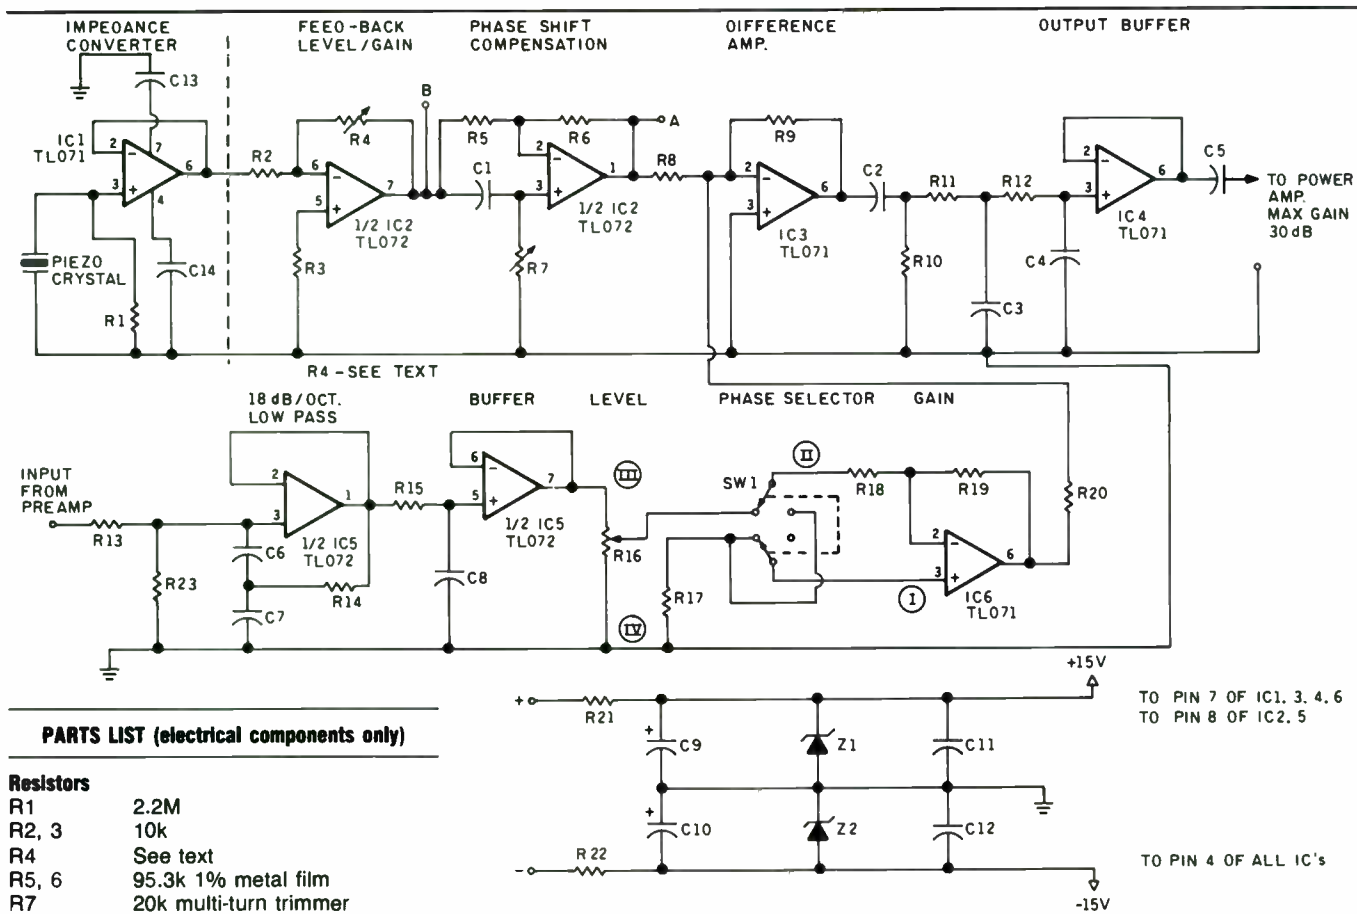 IMPEDANCE
CONVERTER
FEEO-BACK
LEVEL/GAIN
PHASE SHIFT
COMPENSATION
OIFFERENCE
AMP.
OUTPUT BUFFER
C13
B
IC1
TL071
2
7
6
3
4
R2
R4
6
5
7
1/2 IC2
TL072
R5
R6
A
C1
2
3
1
1/2 IC2
TL072
R8
R9
2
3
6
IC3
TL071
C2
R11
R12
2
3
6
IC4
TL071
C5
TO POWER
AMP.
MAX GAIN
30dB
PIEZO
CRYSTAL
C14
R1
R3
R7
R10
C3
C4
R4-SEE TEXT
18 dB/OCT.
LOW PASS
BUFFER
LEVEL
PHASE SELECTOR
GAIN
INPUT
FROM
PREAMP
R13
R23
2
3
1
1/2 IC5
TL072
C6
C7
R14
R15
C8
6
5
7
1/2 IC5
TL072
III
R16
IV
SW1
II
R17
R18
R19
R20
2
3
6
I
IC6
TL071
+15V
+
R21
+
C9
Z1
C11
TO PIN 7 OF IC1, 3, 4, 6
TO PIN 8 OF IC2, 5
+
C10
Z2
C12
-
R22
-15V
TO PIN 4 OF ALL IC's
PARTS LIST (electrical components only)
Resistors
R1 2.2M
R2, 3 10k
R4 See text
R5, 6 95.3k 1% metal film
R7 20k multi-turn trimmer